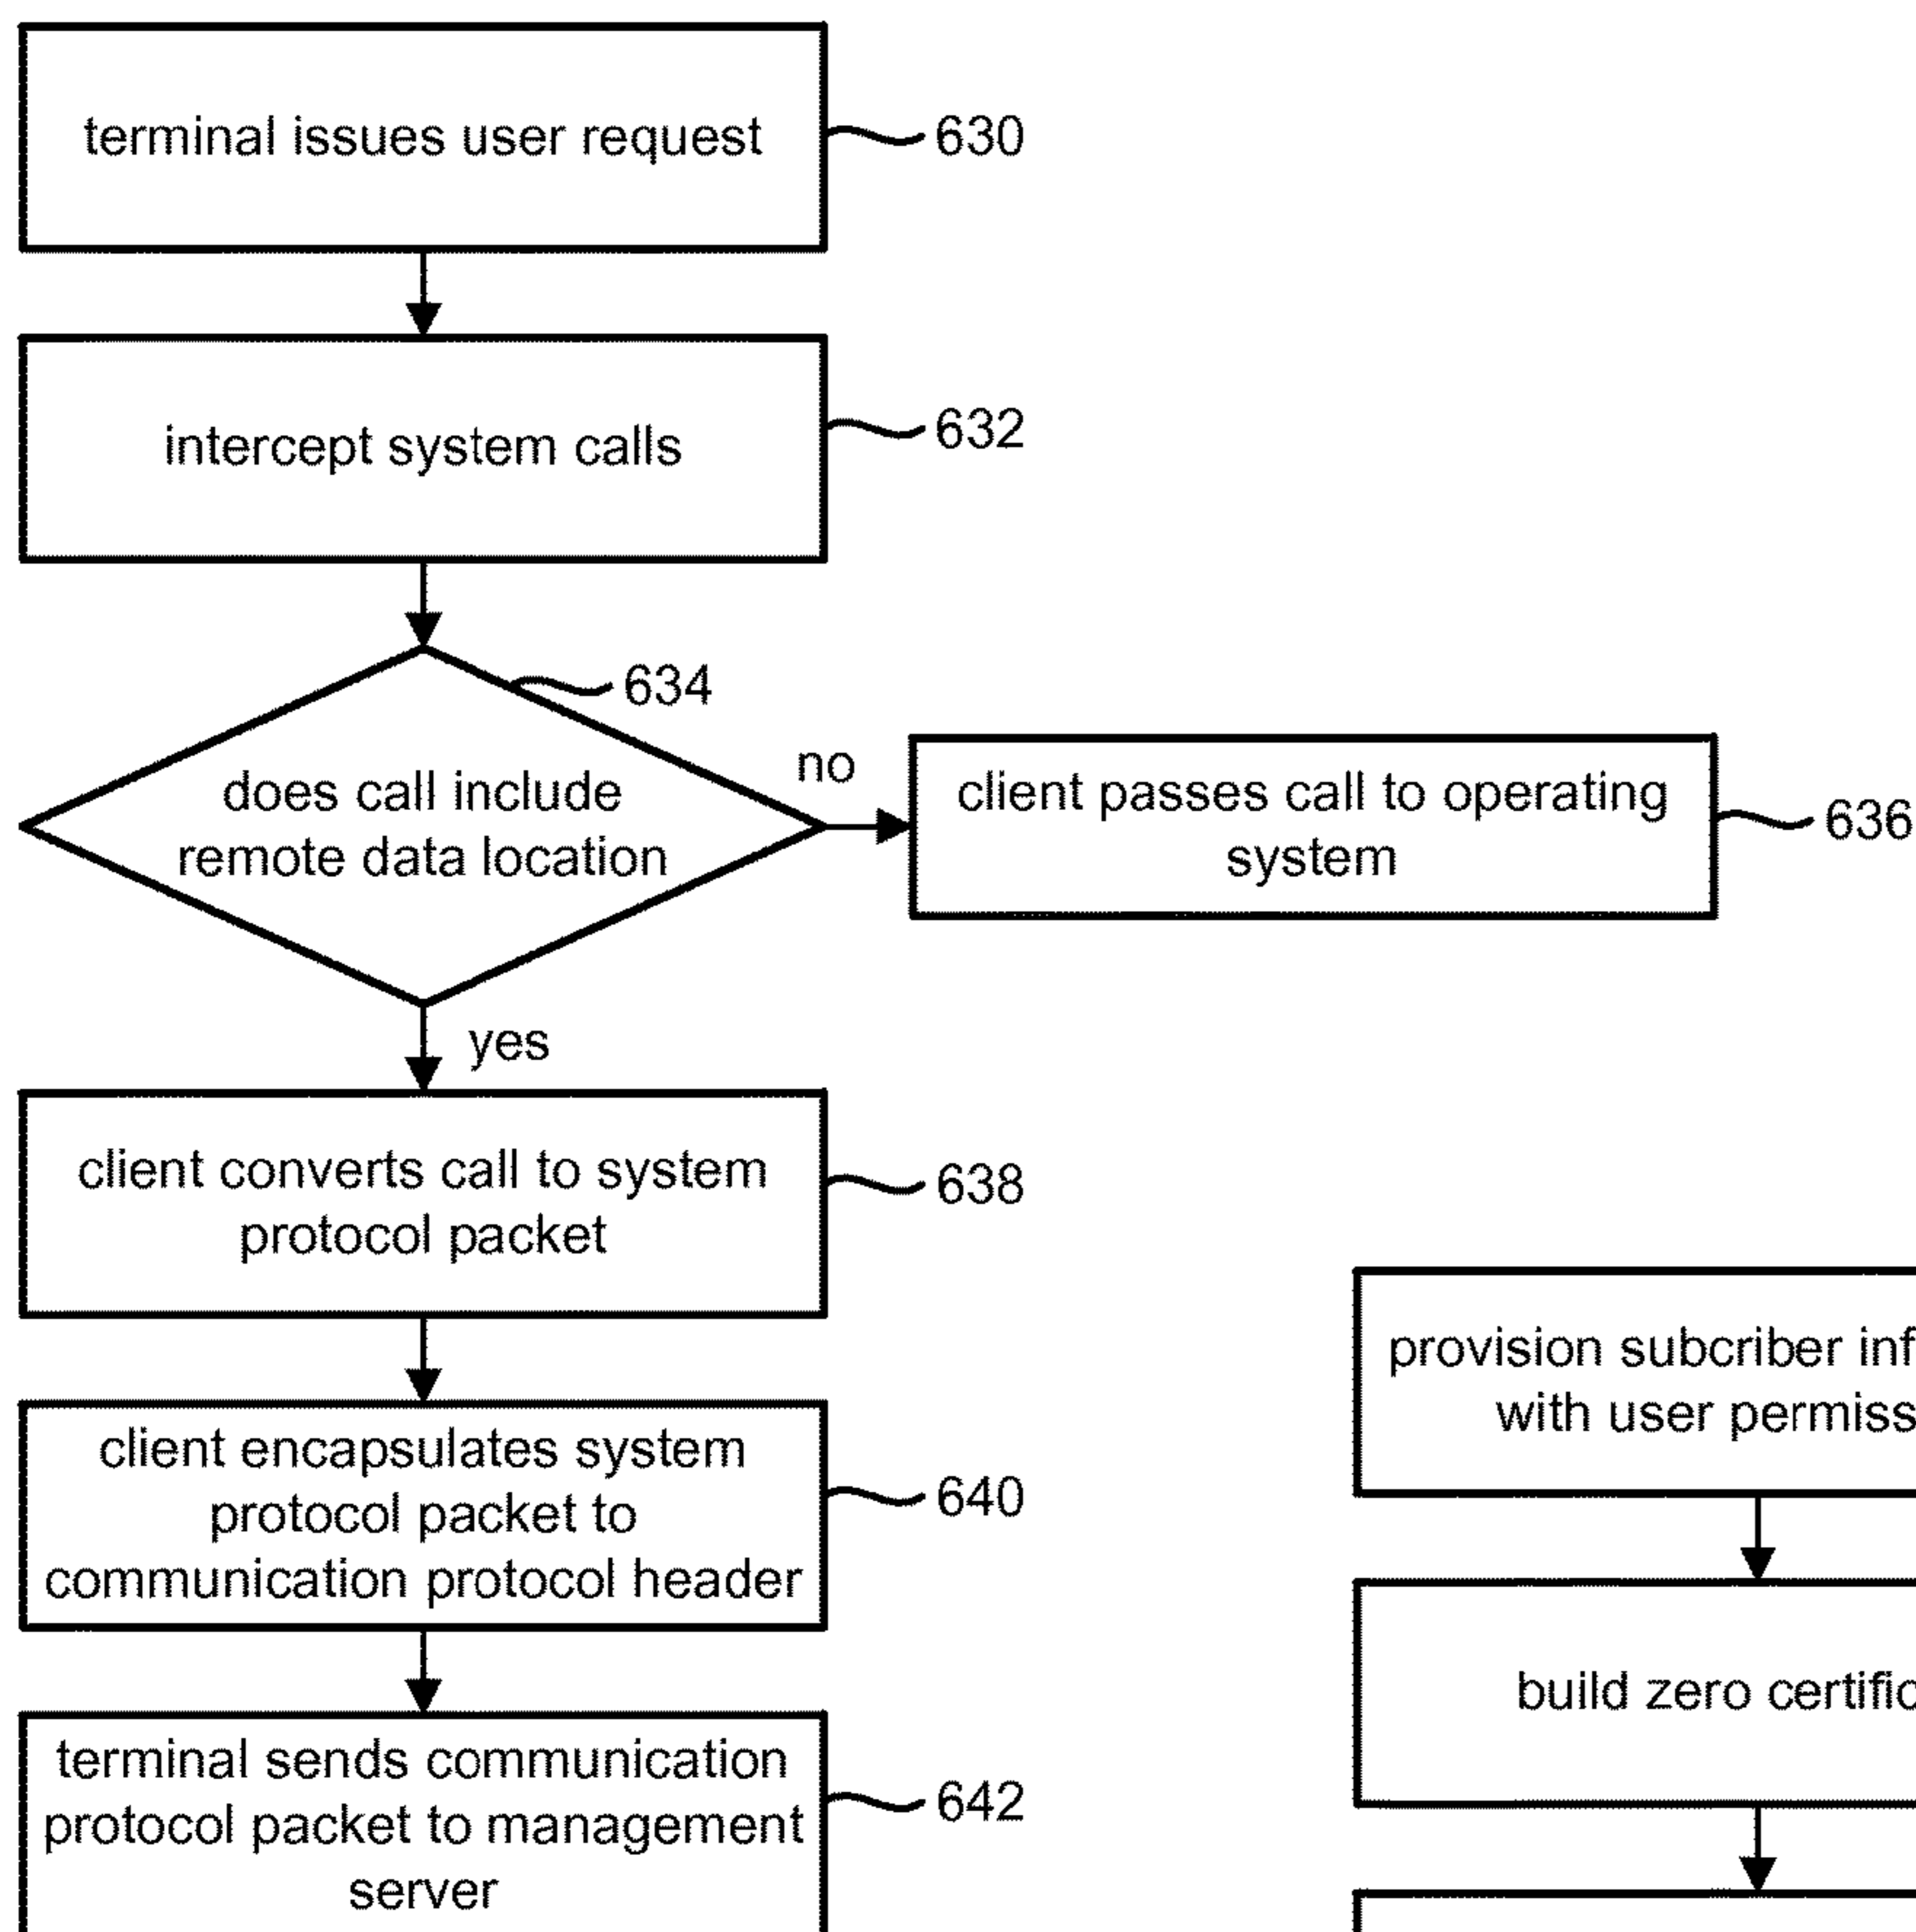 terminal issues user request
630
intercept system calls
632
634
does call include
remote data location
no
client passes call to operating
system
636
yes
client converts call to system
protocol packet
638
client encapsulates system
protocol packet to
communication protocol header
640
terminal sends communication
protocol packet to management
server
642
provision subcriber
with user
build zero